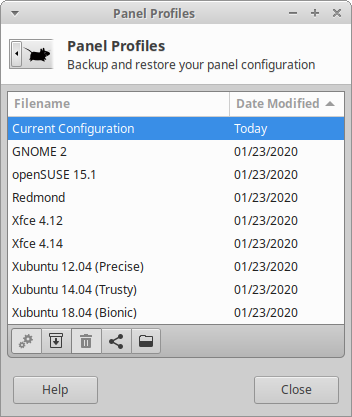 Panel Profiles
Panel Profiles
Backup and restore your panel configuration
Filename Date Modified
Current Configuration Today
GNOME 2 01/23/2020
openSUSE 15.1 01/23/2020
Redmond 01/23/2020
Xfce 4.12 01/23/2020
Xfce 4.14 01/23/2020
Xubuntu 12.04 (Precise) 01/23/2020
Xubuntu 14.04 (Trusty) 01/23/2020
Xubuntu 18.04 (Bionic) 01/23/2020
Help Close